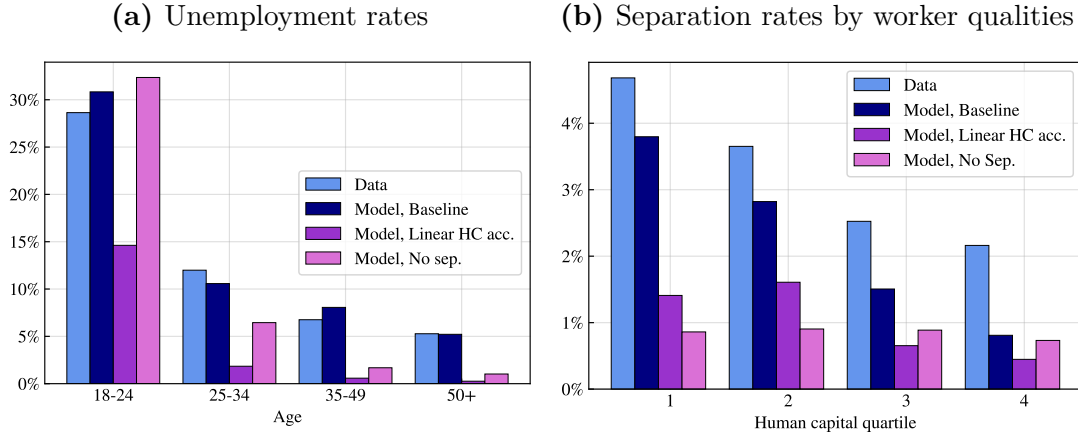 (a) Unemployment rates
30%
25%
20%
15%
10%
5%
0%
18-24
25-34
35-49
50+
Age
Data
Model, Baseline
Model, Linear HC acc.
Model, No sep.
(b) Separation rates by worker qualities
4%
3%
2%
1%
0%
1
2
3
4
Human capital quartile
Data
Model, Baseline
Model, Linear HC acc.
Model, No Sep.